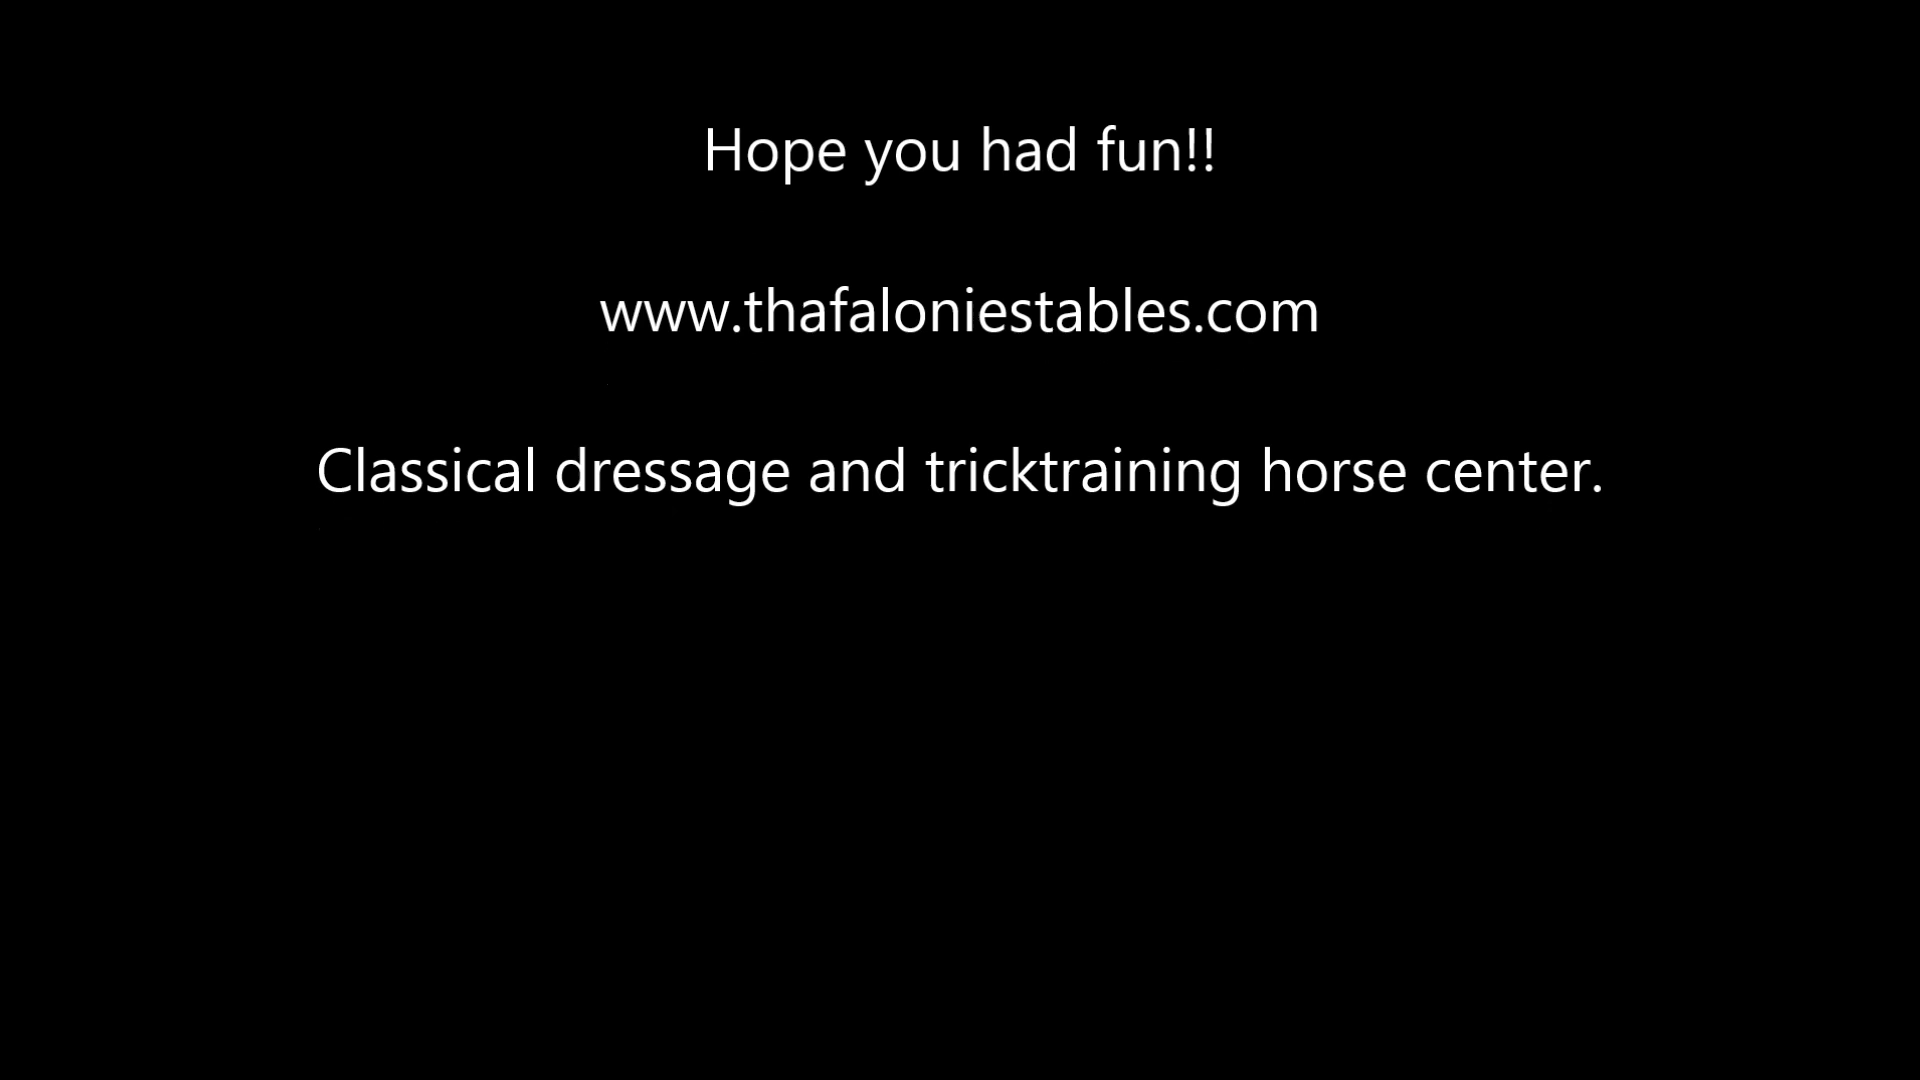 Hope you had fun!!
www.thafaloniestables.com
Classical dressage and tricktraining horse center.